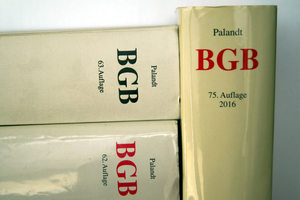 Palandt
BGB
63. Auflage
Palandt
BGB
62. Auflage
Palandt
BGB
75. Auflage
2016